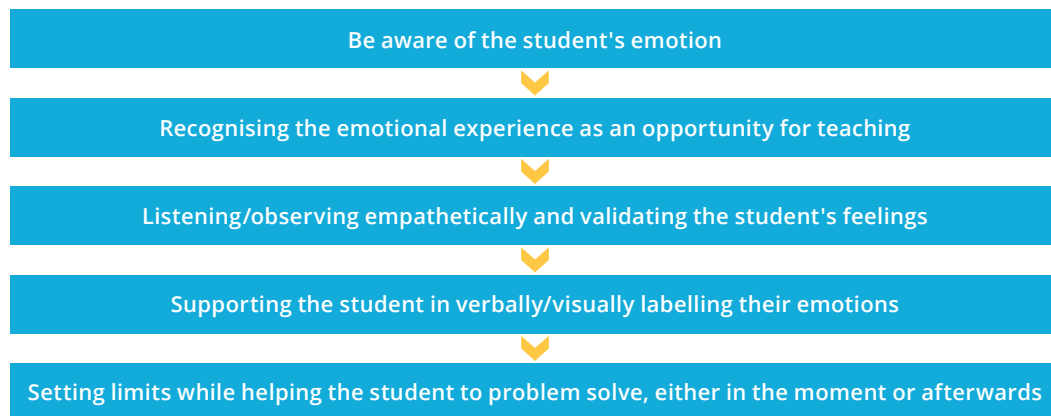 Be aware of the student's emotion
Recognising the emotional experience as an opportunity for teaching
Listening/observing empathetically and validating the student's feelings
Supporting the student in verbally/visually labelling their emotions
Setting limits while helping the student to problem solve, either in the moment or afterwards